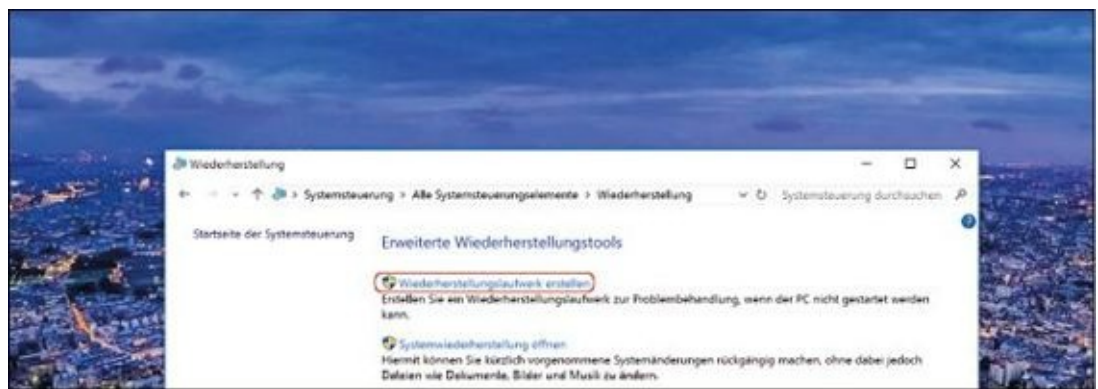 Wiederherstellung
Systemsteuerung > Alle Systemsteuerungselemente > Wiederherstellung
Systemsteuerung durchsuchen
Startseite der Systemsteuerung
Erweiterte Wiederherstellungstools
Wiederherstellungslaufwerk erstellen
Erstellen Sie ein Wiederherstellungslaufwerk zur Problembehandlung, wenn der PC nicht gestartet werden
kann.
Systemwiederherstellung öffnen
Hiermit können Sie kürzlich vorgenommene Systemänderungen rückgängig machen, ohne dabei jedoch
Dateien wie Dokumente, Bilder und Musik zu ändern.